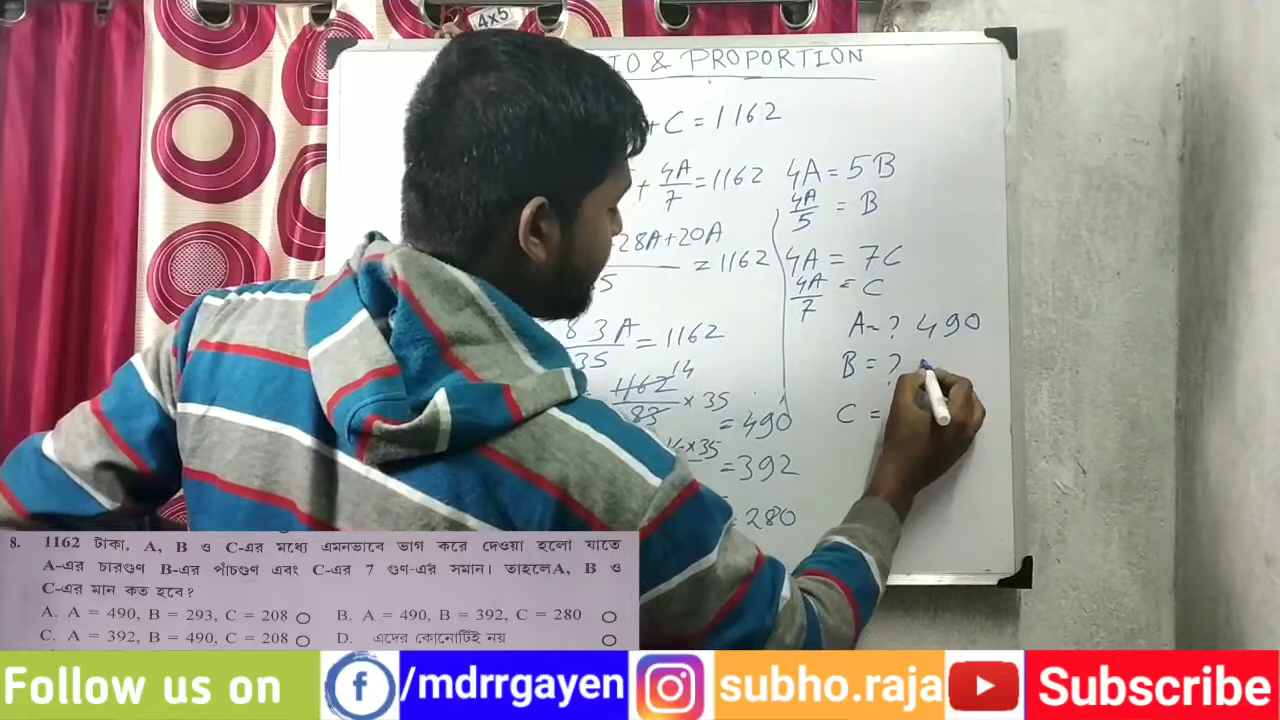 4x5
IO & PROPORTION
+ C = 1162
+ 4A/7 = 1162
4A = 5B
4A/5 = B
28A+20A
= 1162
5
4A = 7C
4A/7 = C
83A/35 = 1162
A = ? 490
B = ?
C =
1162/83 14 × 35
= 490
×35
= 392
= 280
8. 1162 টাকা, A, B ও C-এর মধ্যে এমনভাবে ভাগ করে দেওয়া হলো যাতে
A-এর চারগুণ B-এর পাঁচগুণ এবং C-এর 7 গুণ-এর সমান। তাহলেA, B ও
C-এর মান কত হবে?
A. A = 490, B = 293, C = 208 B. A = 490, B = 392, C = 280
C. A = 392, B = 490, C = 208 D. এদের কোনোটিই নয়
Follow us on f/mdrrgayen subho.raja Subscribe